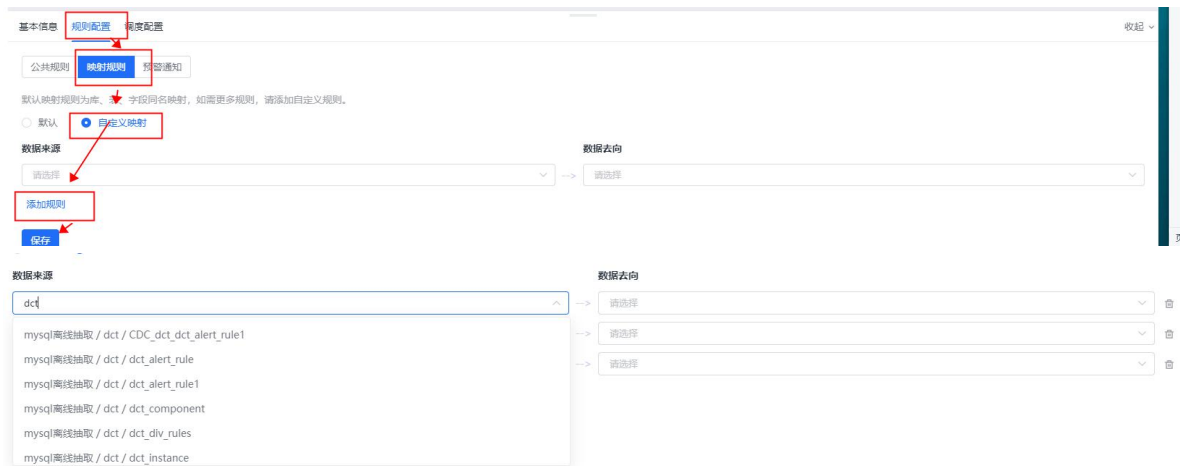 基本信息 规则配置 调度配置 收起
公共规则 映射规则 预警通知
默认映射规则为库、表、字段同名映射，如需更多规则，请添加自定义规则。
默认 自定义映射
数据来源 数据去向
请选择 ---> 请选择
添加规则
保存
数据来源 数据去向
dct ---> 请选择
mysql离线抽取 / dct / CDC_dct_dct_alert_rule1 ---> 请选择
mysql离线抽取 / dct / dct_alert_rule ---> 请选择
mysql离线抽取 / dct / dct_alert_rule1
mysql离线抽取 / dct / dct_component
mysql离线抽取 / dct / dct_div_rules
mysql离线抽取 / dct / dct_instance